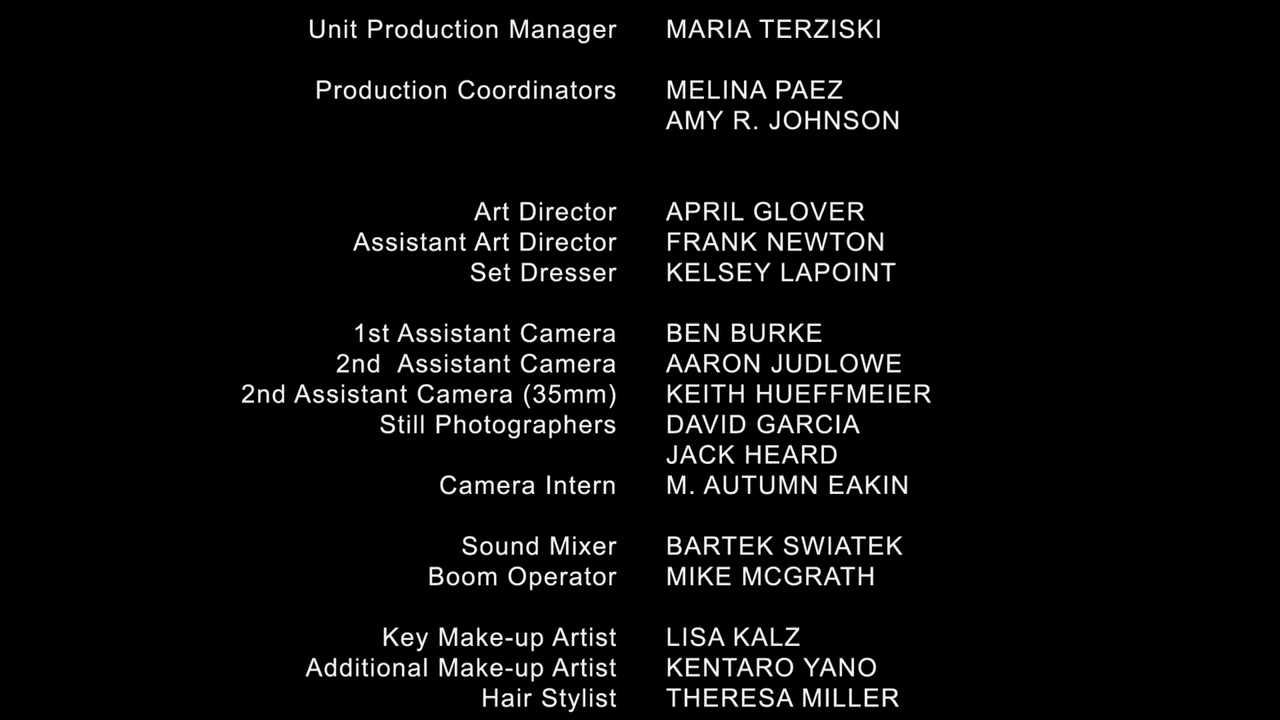 Unit Production Manager MARIA TERZISKI
Production Coordinators MELINA PAEZ
AMY R. JOHNSON
Art Director APRIL GLOVER
Assistant Art Director FRANK NEWTON
Set Dresser KELSEY LAPOINT
1st Assistant Camera BEN BURKE
2nd  Assistant Camera AARON JUDLOWE
2nd Assistant Camera (35mm) KEITH HUEFFMEIER
Still Photographers DAVID GARCIA
JACK HEARD
Camera Intern M. AUTUMN EAKIN
Sound Mixer BARTEK SWIATEK
Boom Operator MIKE MCGRATH
Key Make-up Artist LISA KALZ
Additional Make-up Artist KENTARO YANO
Hair Stylist THERESA MILLER